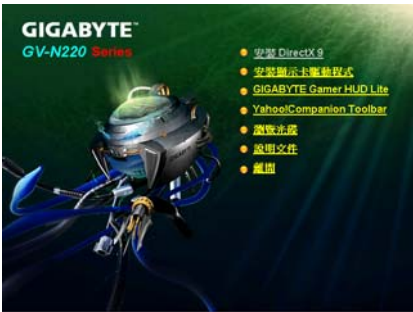 GIGABYTE™
GV-N220 Series
安裝 DirectX 9
安裝顯示卡驅動程式
GIGABYTE Gamer HUD Lite
Yahoo!Companion Toolbar
瀏覽光碟
說明文件
離開